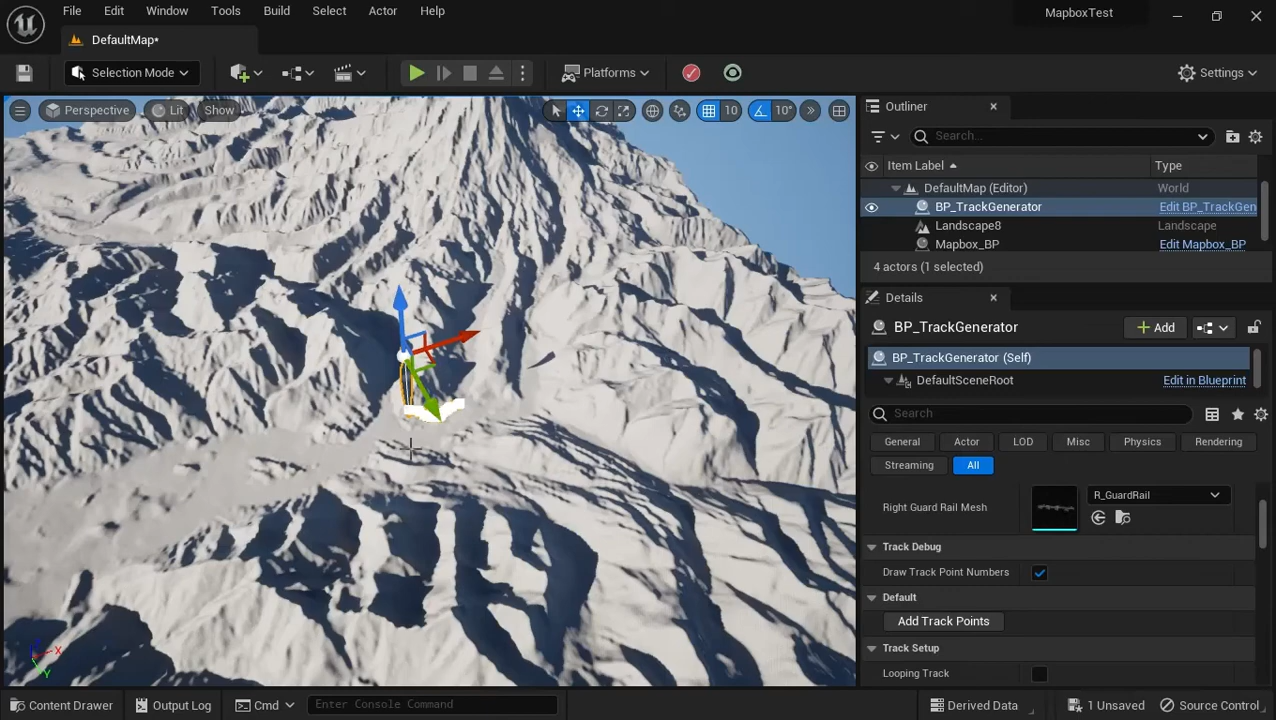 File Edit Window Tools Build Select Actor Help
MapboxTest
DefaultMap*
Selection Mode
Platforms
Settings
Perspective
Lit
Show
10
10°
Outliner
Search...
Item Label
Type
DefaultMap (Editor)
World
BP_TrackGenerator
Edit BP_TrackGen
Landscape8
Landscape
Mapbox_BP
Edit Mapbox_BP
4 actors (1 selected)
Details
BP_TrackGenerator
Add
BP_TrackGenerator (Self)
DefaultSceneRoot
Edit in Blueprint
Search
General
Actor
LOD
Misc
Physics
Rendering
Streaming
All
Right Guard Rail Mesh
R_GuardRail
Track Debug
Draw Track Point Numbers
Default
Add Track Points
Track Setup
Looping Track
X
Y
Content Drawer
Output Log
Cmd
Enter Console Command
Derived Data
1 Unsaved
Source Control